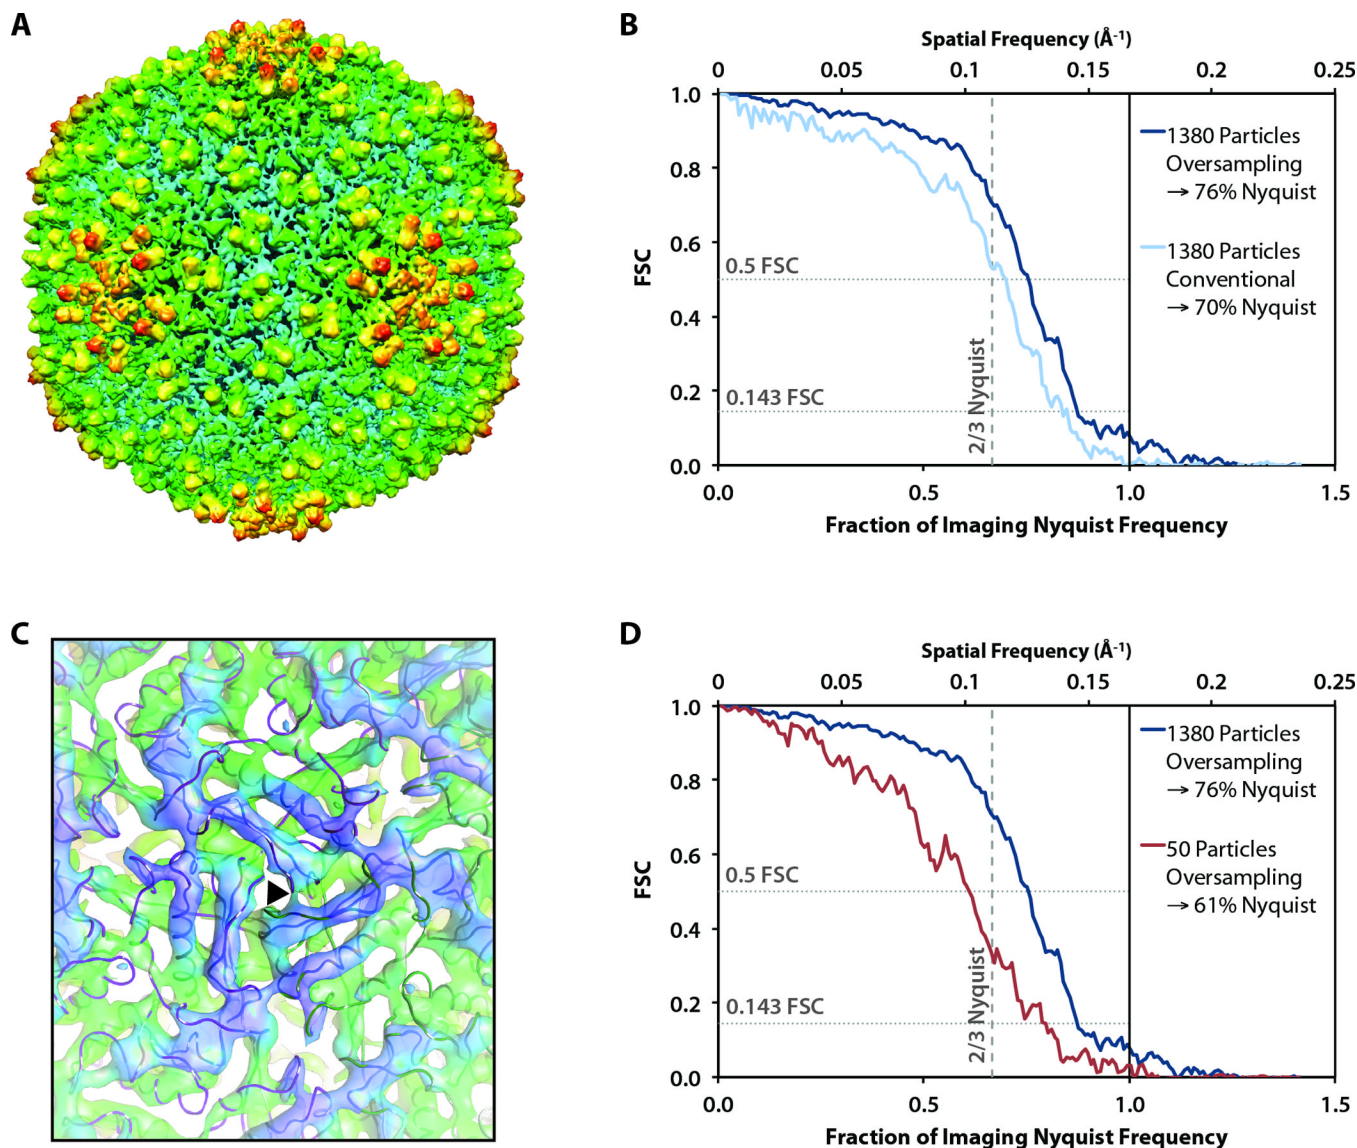 A
B
Spatial Frequency (Å-1)
0 0.05 0.1 0.15 0.2 0.25
1.0
0.8
0.6
0.4
0.2
0.0
FSC
0.5 FSC
0.143 FSC
2/3 Nyquist
1380 Particles
Oversampling
→ 76% Nyquist
1380 Particles
Conventional
→ 70% Nyquist
0.0 0.5 1.0 1.5
Fraction of Imaging Nyquist Frequency
C
D
Spatial Frequency (Å-1)
0 0.05 0.1 0.15 0.2 0.25
1.0
0.8
0.6
0.4
0.2
0.0
FSC
0.5 FSC
0.143 FSC
2/3 Nyquist
1380 Particles
Oversampling
→ 76% Nyquist
50 Particles
Oversampling
→ 61% Nyquist
0.0 0.5 1.0 1.5
Fraction of Imaging Nyquist Frequency